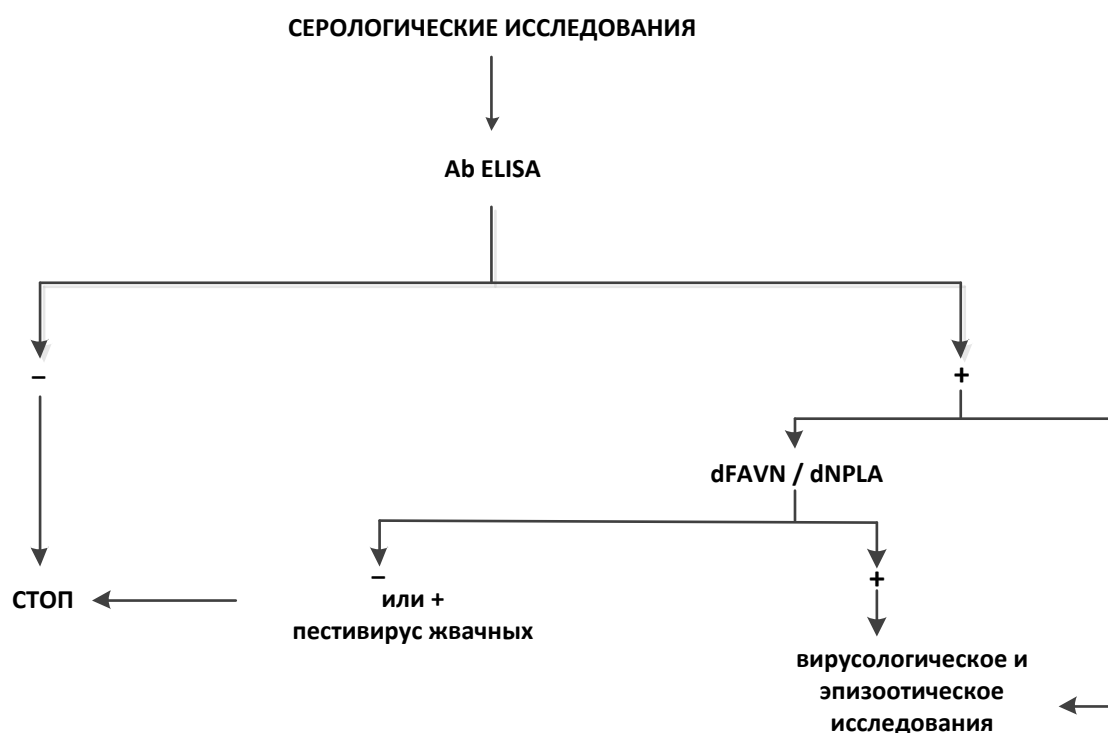 СЕРОЛОГИЧЕСКИЕ ИССЛЕДОВАНИЯ
Ab ELISA
–
+
dFAVN / dNPLA
–
или +
пестивирус жвачных
+
СТОП
вирусологическое и
эпизоотическое
исследования